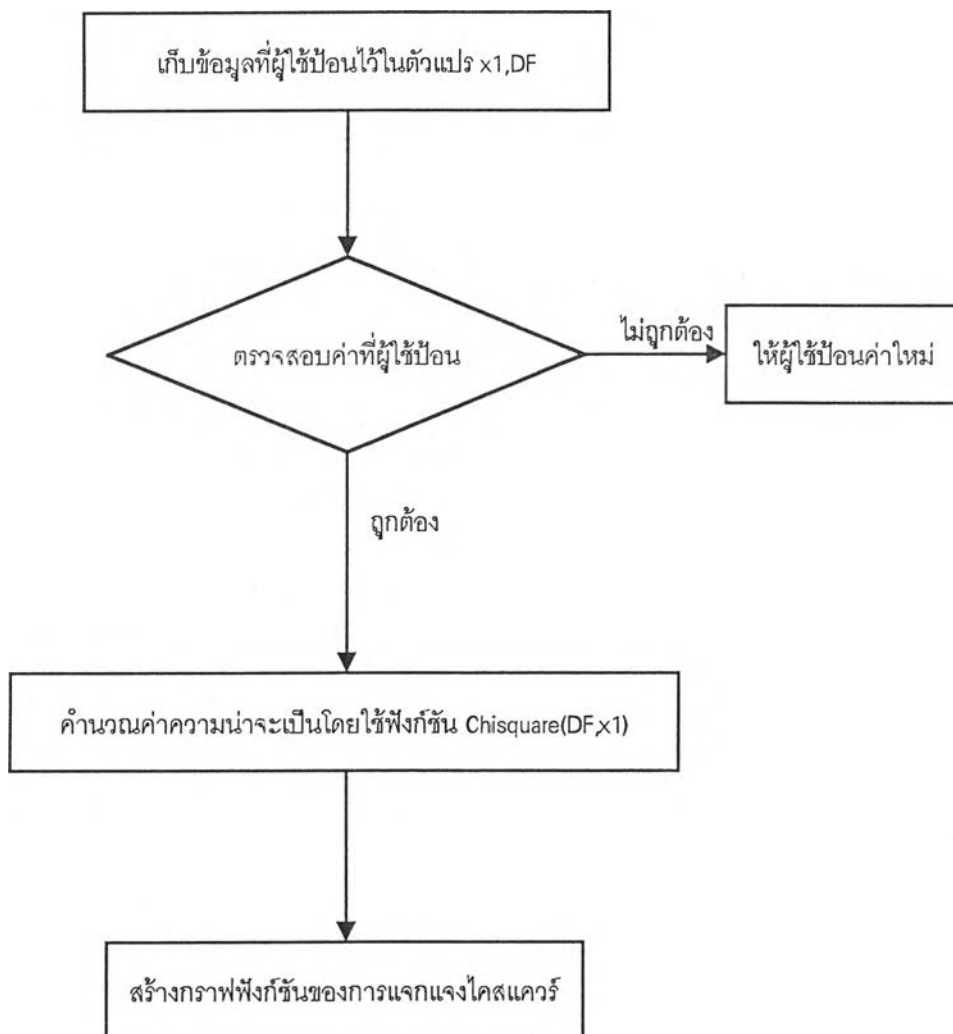 เก็บข้อมูลที่ผู้ใช้ป้อนไว้ในตัวแปร x1,DF
ตรวจสอบค่าที่ผู้ใช้ป้อน
ไม่ถูกต้อง
ให้ผู้ใช้ป้อนค่าใหม่
ถูกต้อง
คำนวณค่าความน่าจะเป็นโดยใช้ฟังก์ชัน Chisquare(DF,x1)
สร้างกราฟฟังก์ชันของการแจกแจงไคสแควร์